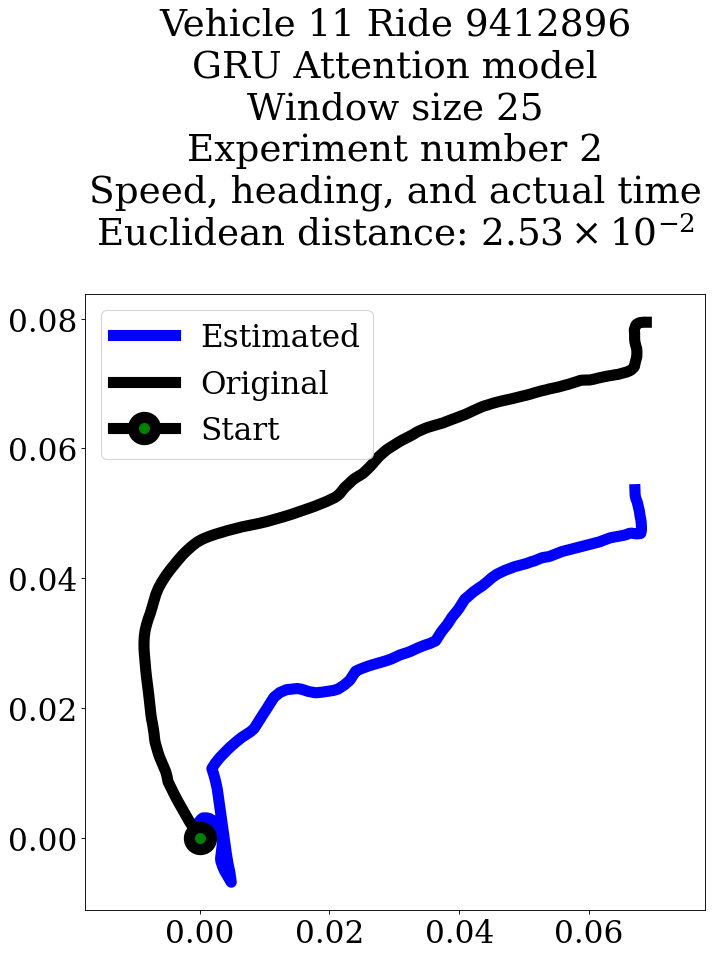 Vehicle 11 Ride 9412896
GRU Attention model
Window size 25
Experiment number 2
Speed, heading, and actual time
Euclidean distance: 2.53 × 10⁻²
Estimated
Original
Start
0.08
0.06
0.04
0.02
0.00
0.00 0.02 0.04 0.06